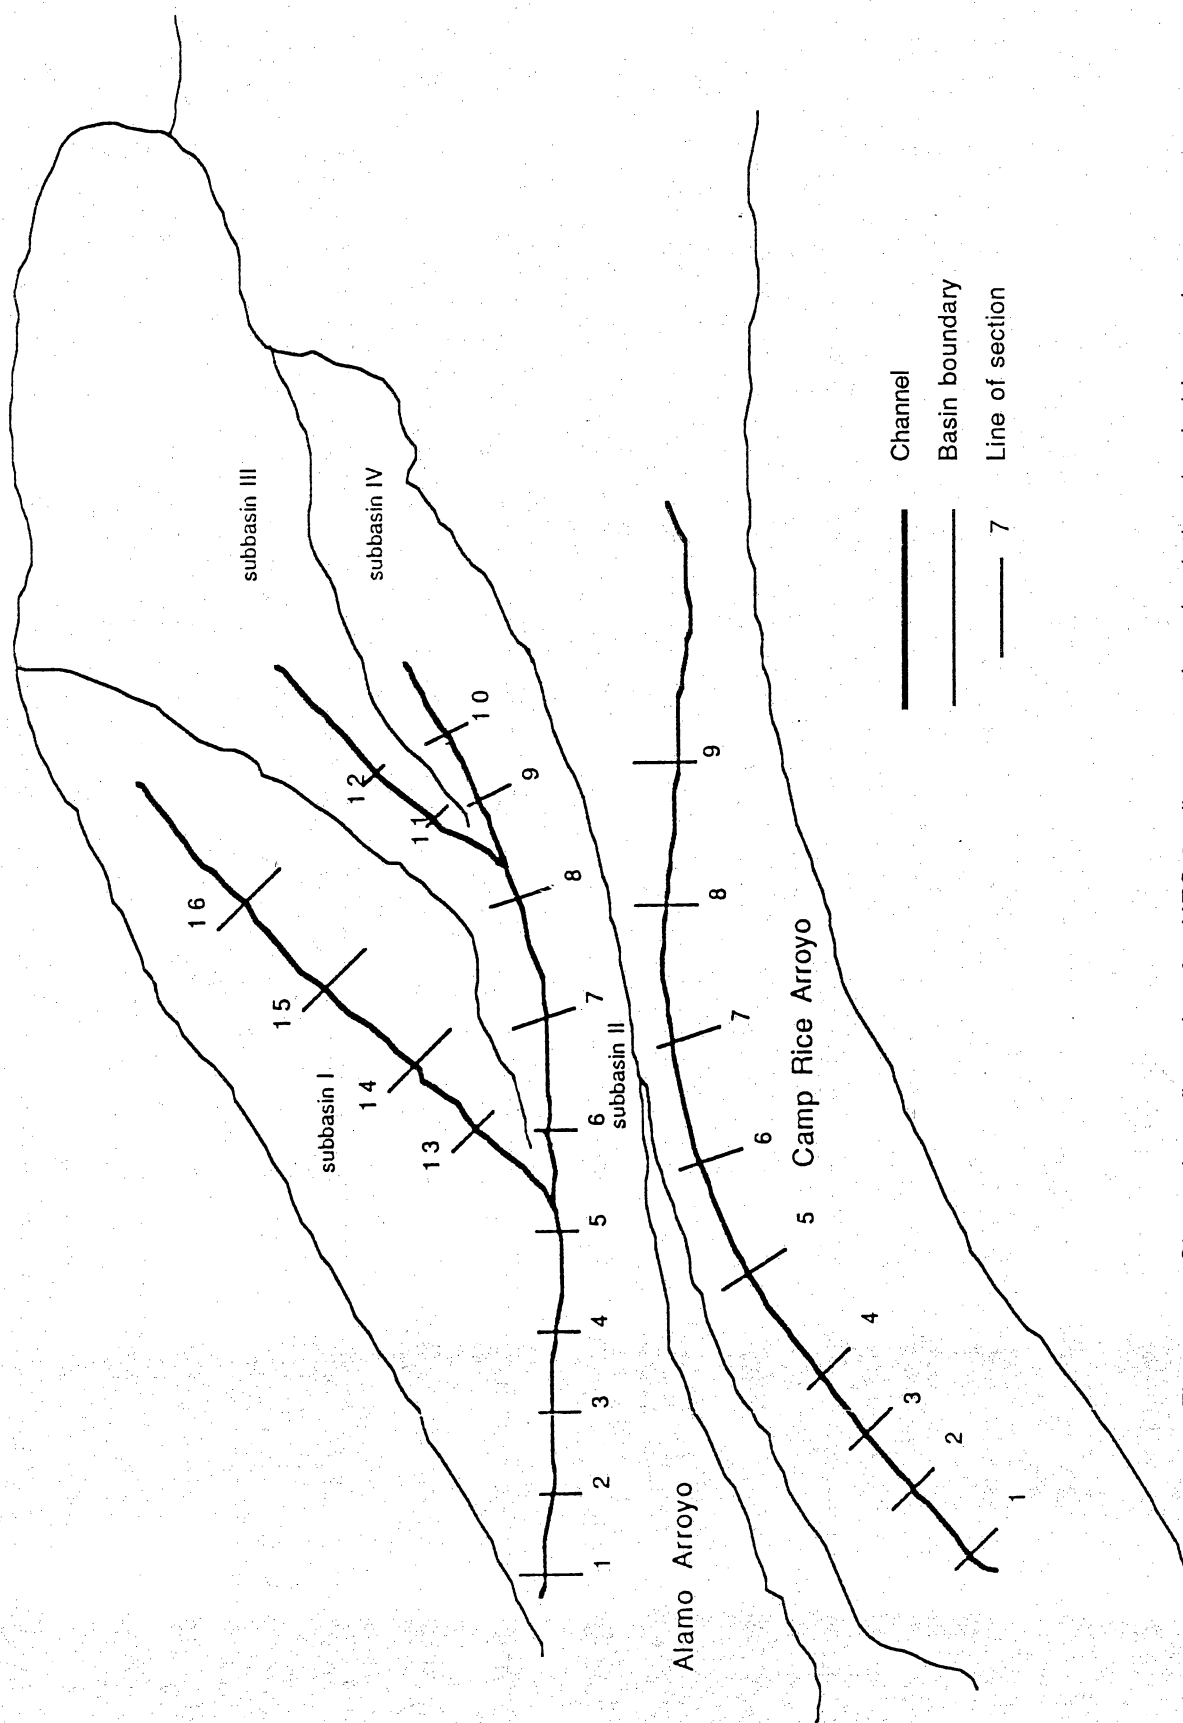 subbasin III
subbasin IV
subbasin I
subbasin II
16
15
14
13
12
11
10
9
8
7
6
5
4
3
2
1
Alamo Arroyo
9
8
7
6
5
4
3
2
1
Camp Rice Arroyo
Channel
Basin boundary
7 Line of section